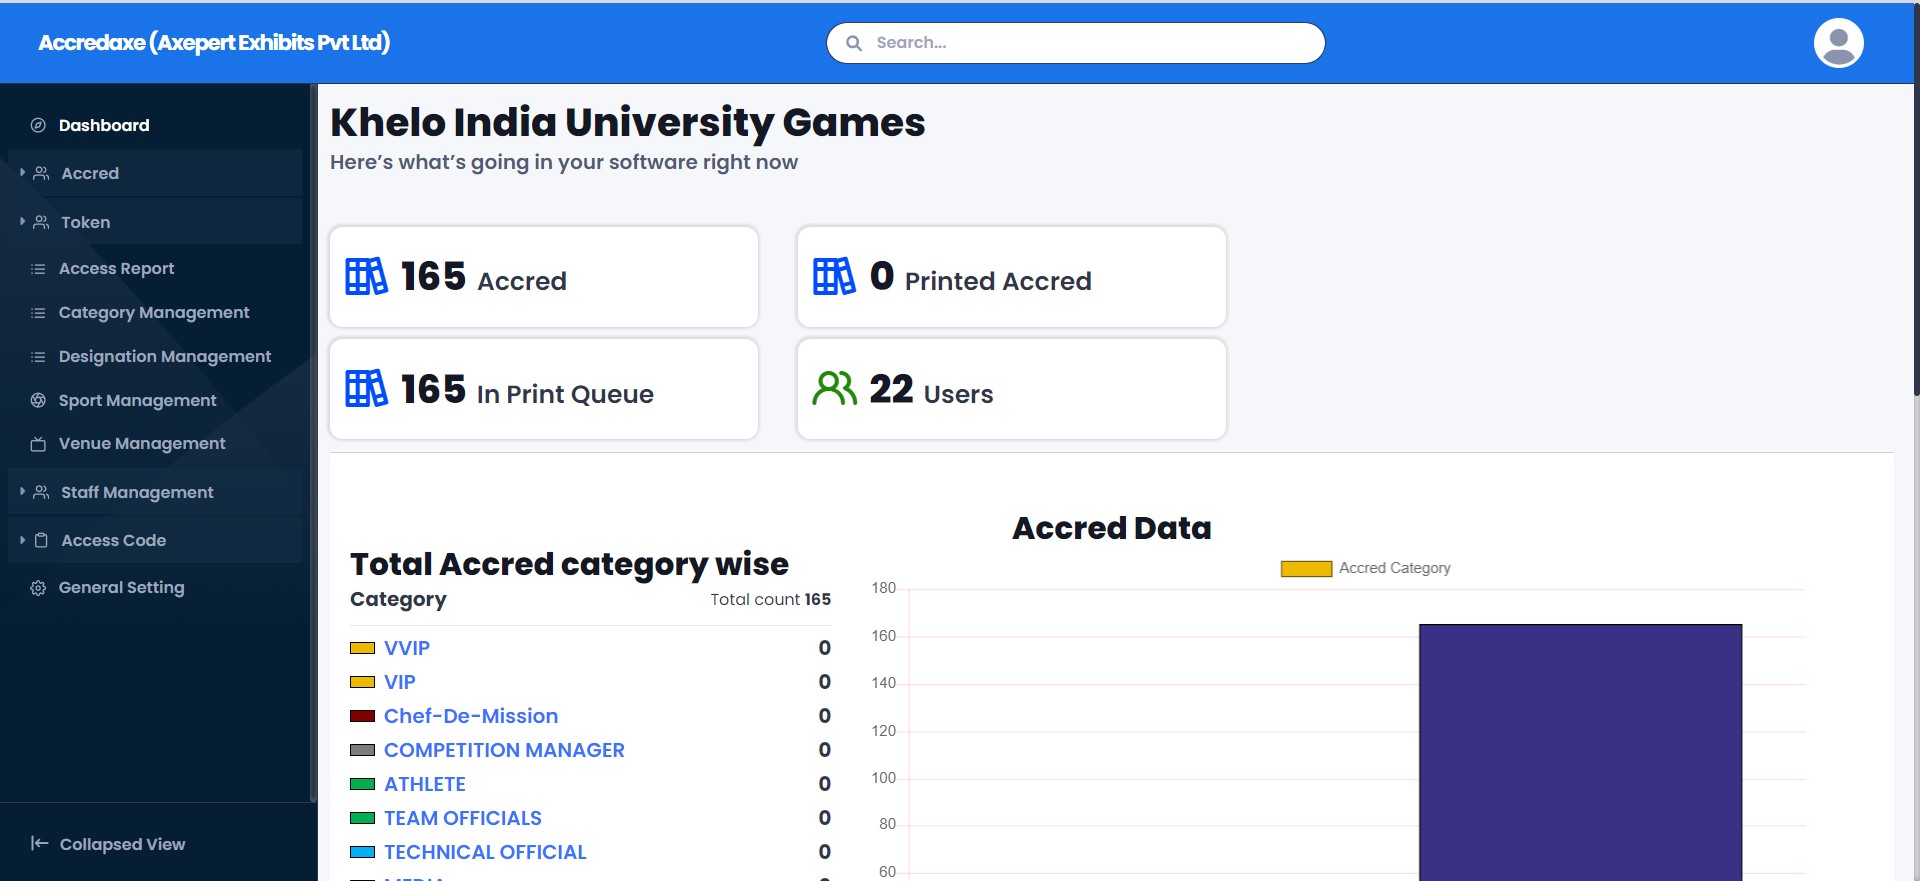 Accredaxe (Axepert Exhibits Pvt Ltd)
Search...
Dashboard
Accred
Token
Access Report
Category Management
Designation Management
Sport Management
Venue Management
Staff Management
Access Code
General Setting
Collapsed View
Khelo India University Games
Here's what's going in your software right now
165 Accred
0 Printed Accred
165 In Print Queue
22 Users
Total Accred category wise
Category Total count 165
VVIP 0
VIP 0
Chef-De-Mission 0
COMPETITION MANAGER 0
ATHLETE 0
TEAM OFFICIALS 0
TECHNICAL OFFICIAL 0
Accred Data
Accred Category
180
160
140
120
100
80
60